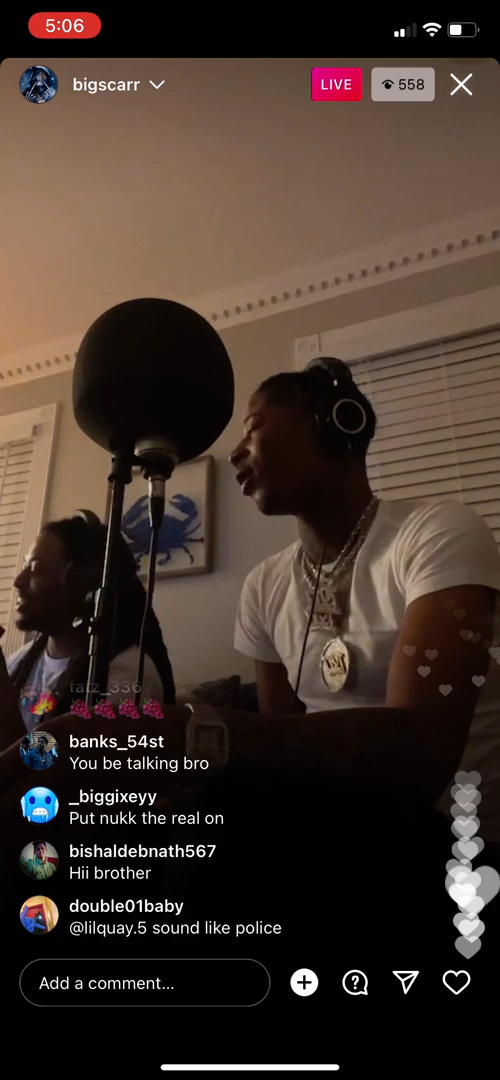 5:06
bigscarr
LIVE
558
fatz_336
banks_54st
You be talking bro
_biggixeyy
Put nukk the real on
bishaldebnath567
Hii brother
double01baby
@lilquay.5 sound like police
Add a comment...